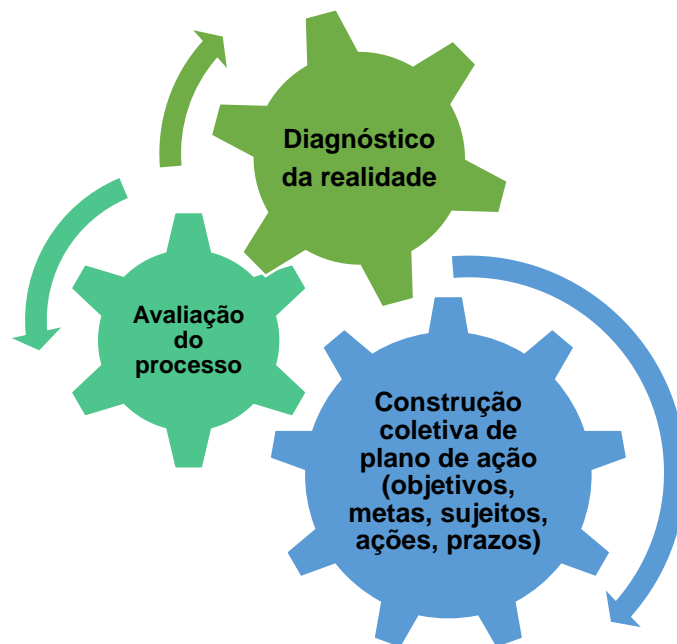 Diagnóstico
da realidade
Avaliação
do
processo
Construção
coletiva de
plano de ação
(objetivos,
metas, sujeitos,
ações, prazos)